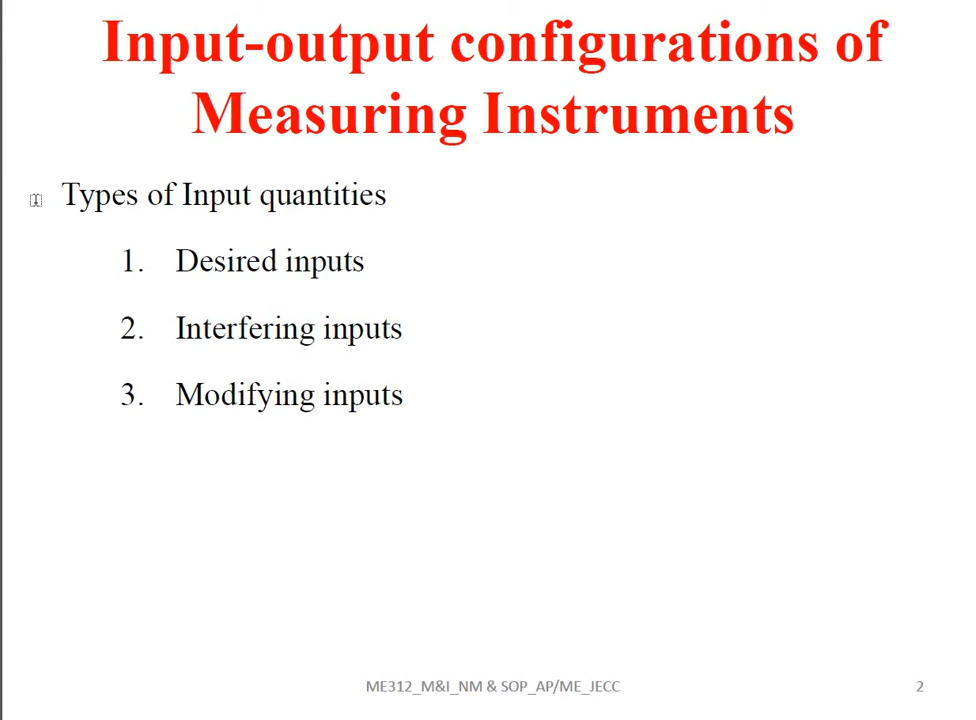 Input-output configurations of
Measuring Instruments
Types of Input quantities
1. Desired inputs
2. Interfering inputs
3. Modifying inputs
ME312_M&I_NM & SOP_AP/ME_JECC
2